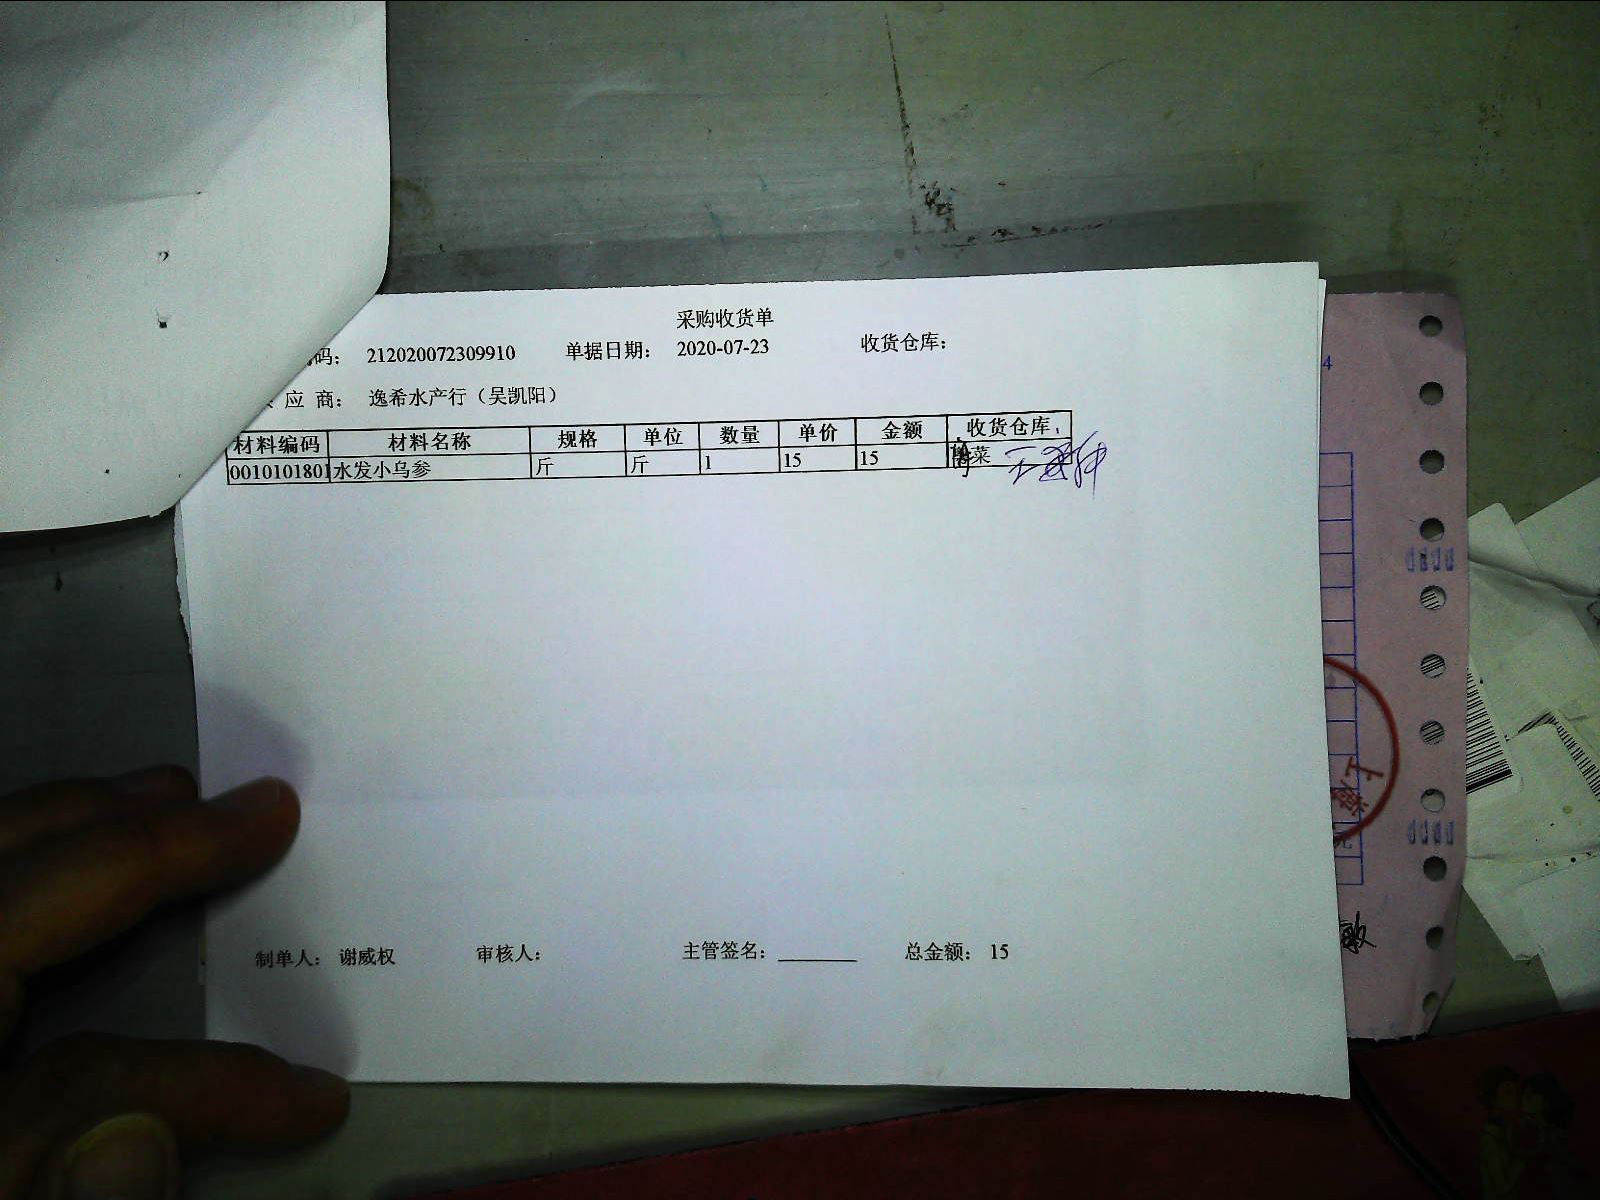 采购收货单
码： 212020072309910 单据日期： 2020-07-23 收货仓库：
应 商： 逸希水产行（吴凯阳）
材料编码 材料名称 规格 单位 数量 单价 金额 收货仓库
0010101801 水发小乌参 斤 斤 1 15 15 菜
制单人： 谢威权 审核人： 主管签名： 总金额： 15
4
上海